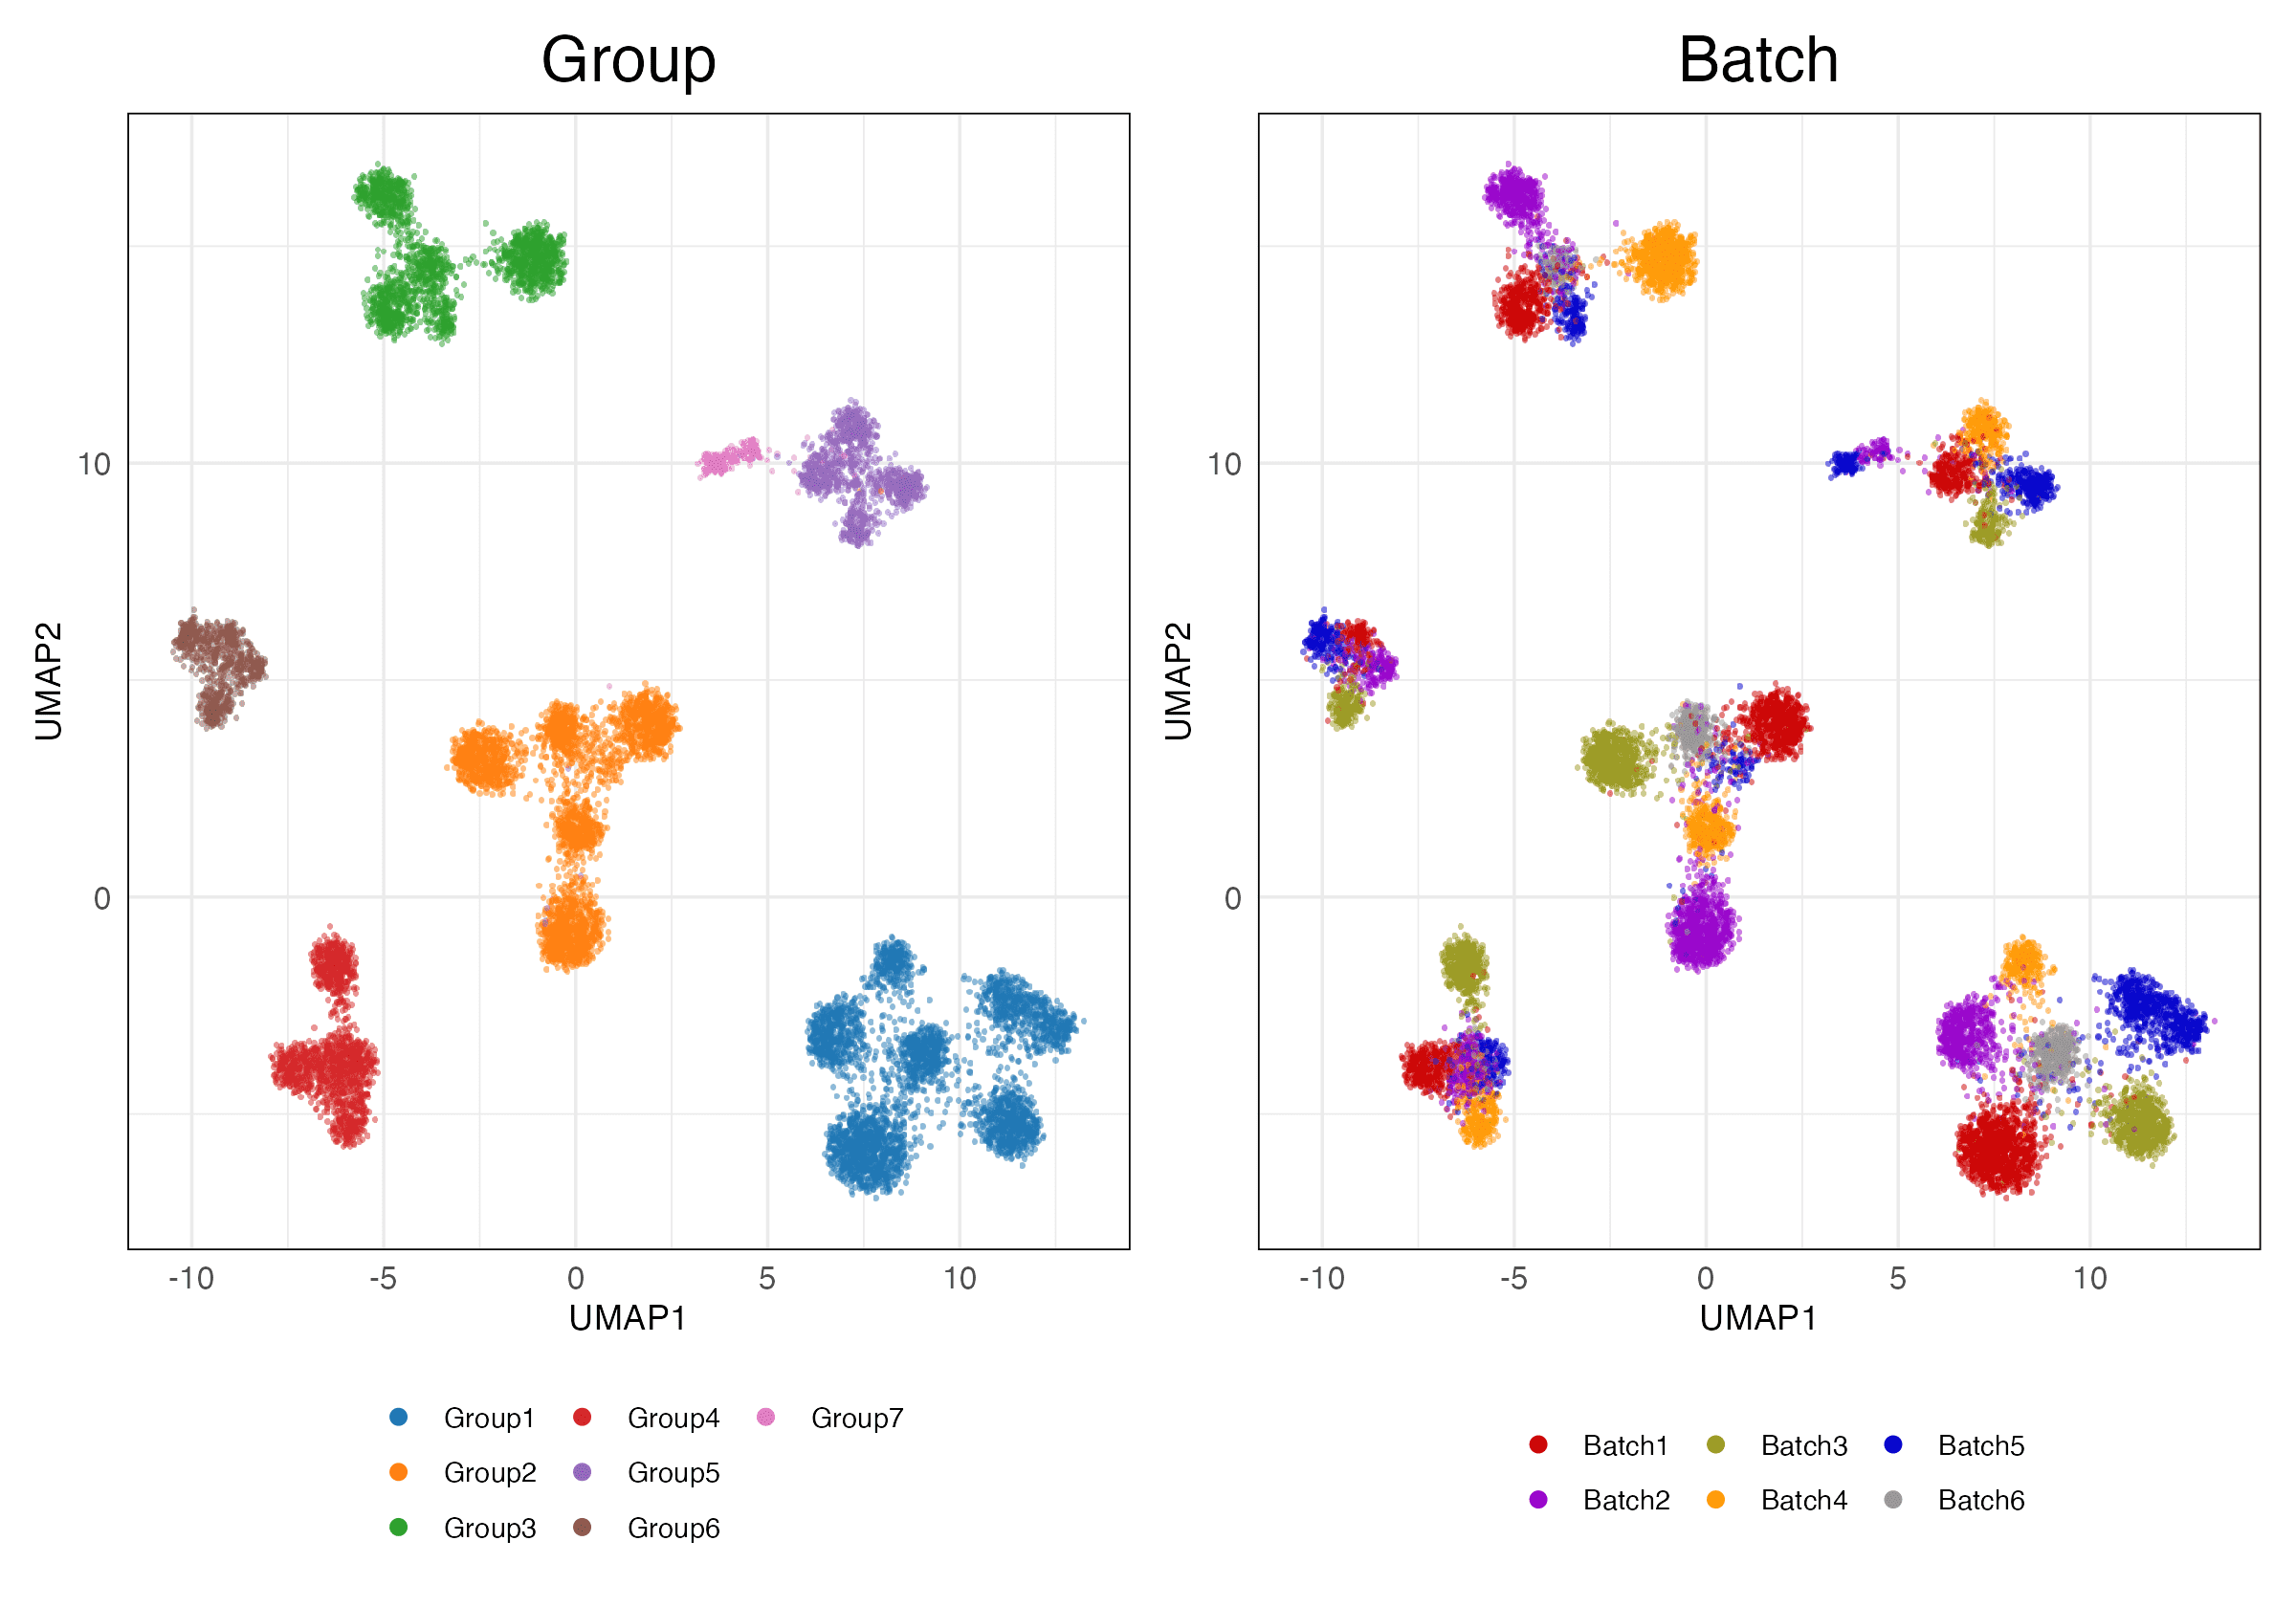 Group
Batch
10
0
UMAP2
-10 -5 0 5 10
UMAP1
10
0
UMAP2
-10 -5 0 5 10
UMAP1
Group1 Group4 Group7
Group2 Group5
Group3 Group6
Batch1 Batch3 Batch5
Batch2 Batch4 Batch6